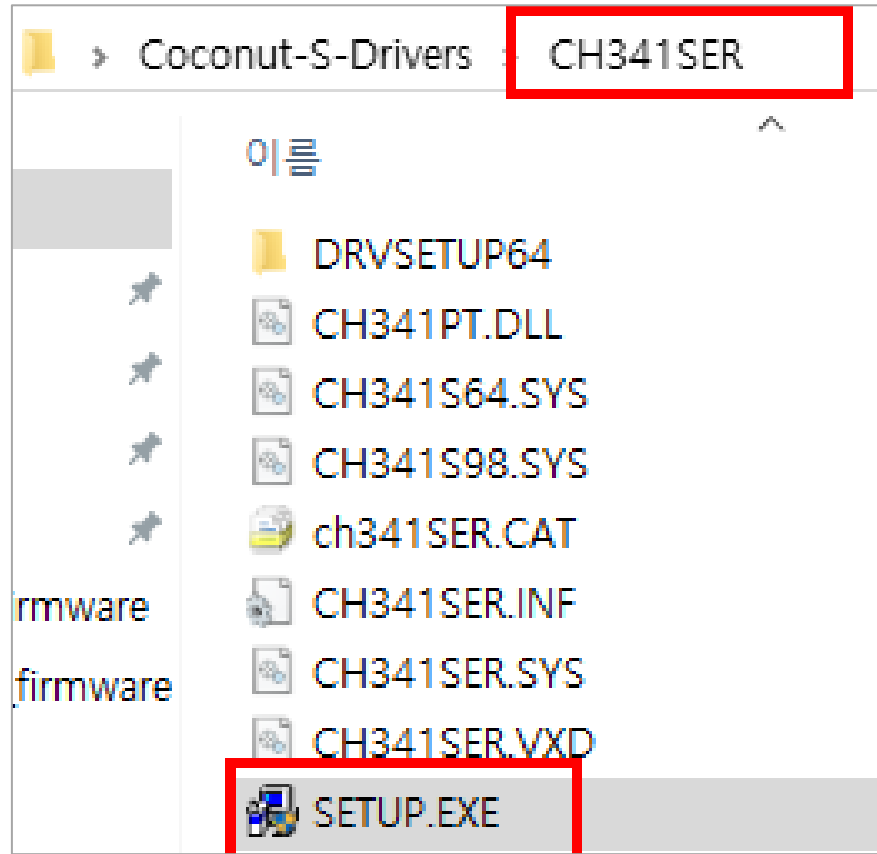 Coconut-S-Drivers CH341SER
이름
DRVSETUP64
CH341PT.DLL
CH341S64.SYS
CH341S98.SYS
ch341SER.CAT
CH341SER.INF
CH341SER.SYS
CH341SER.VXD
SETUP.EXE
rmware
_firmware